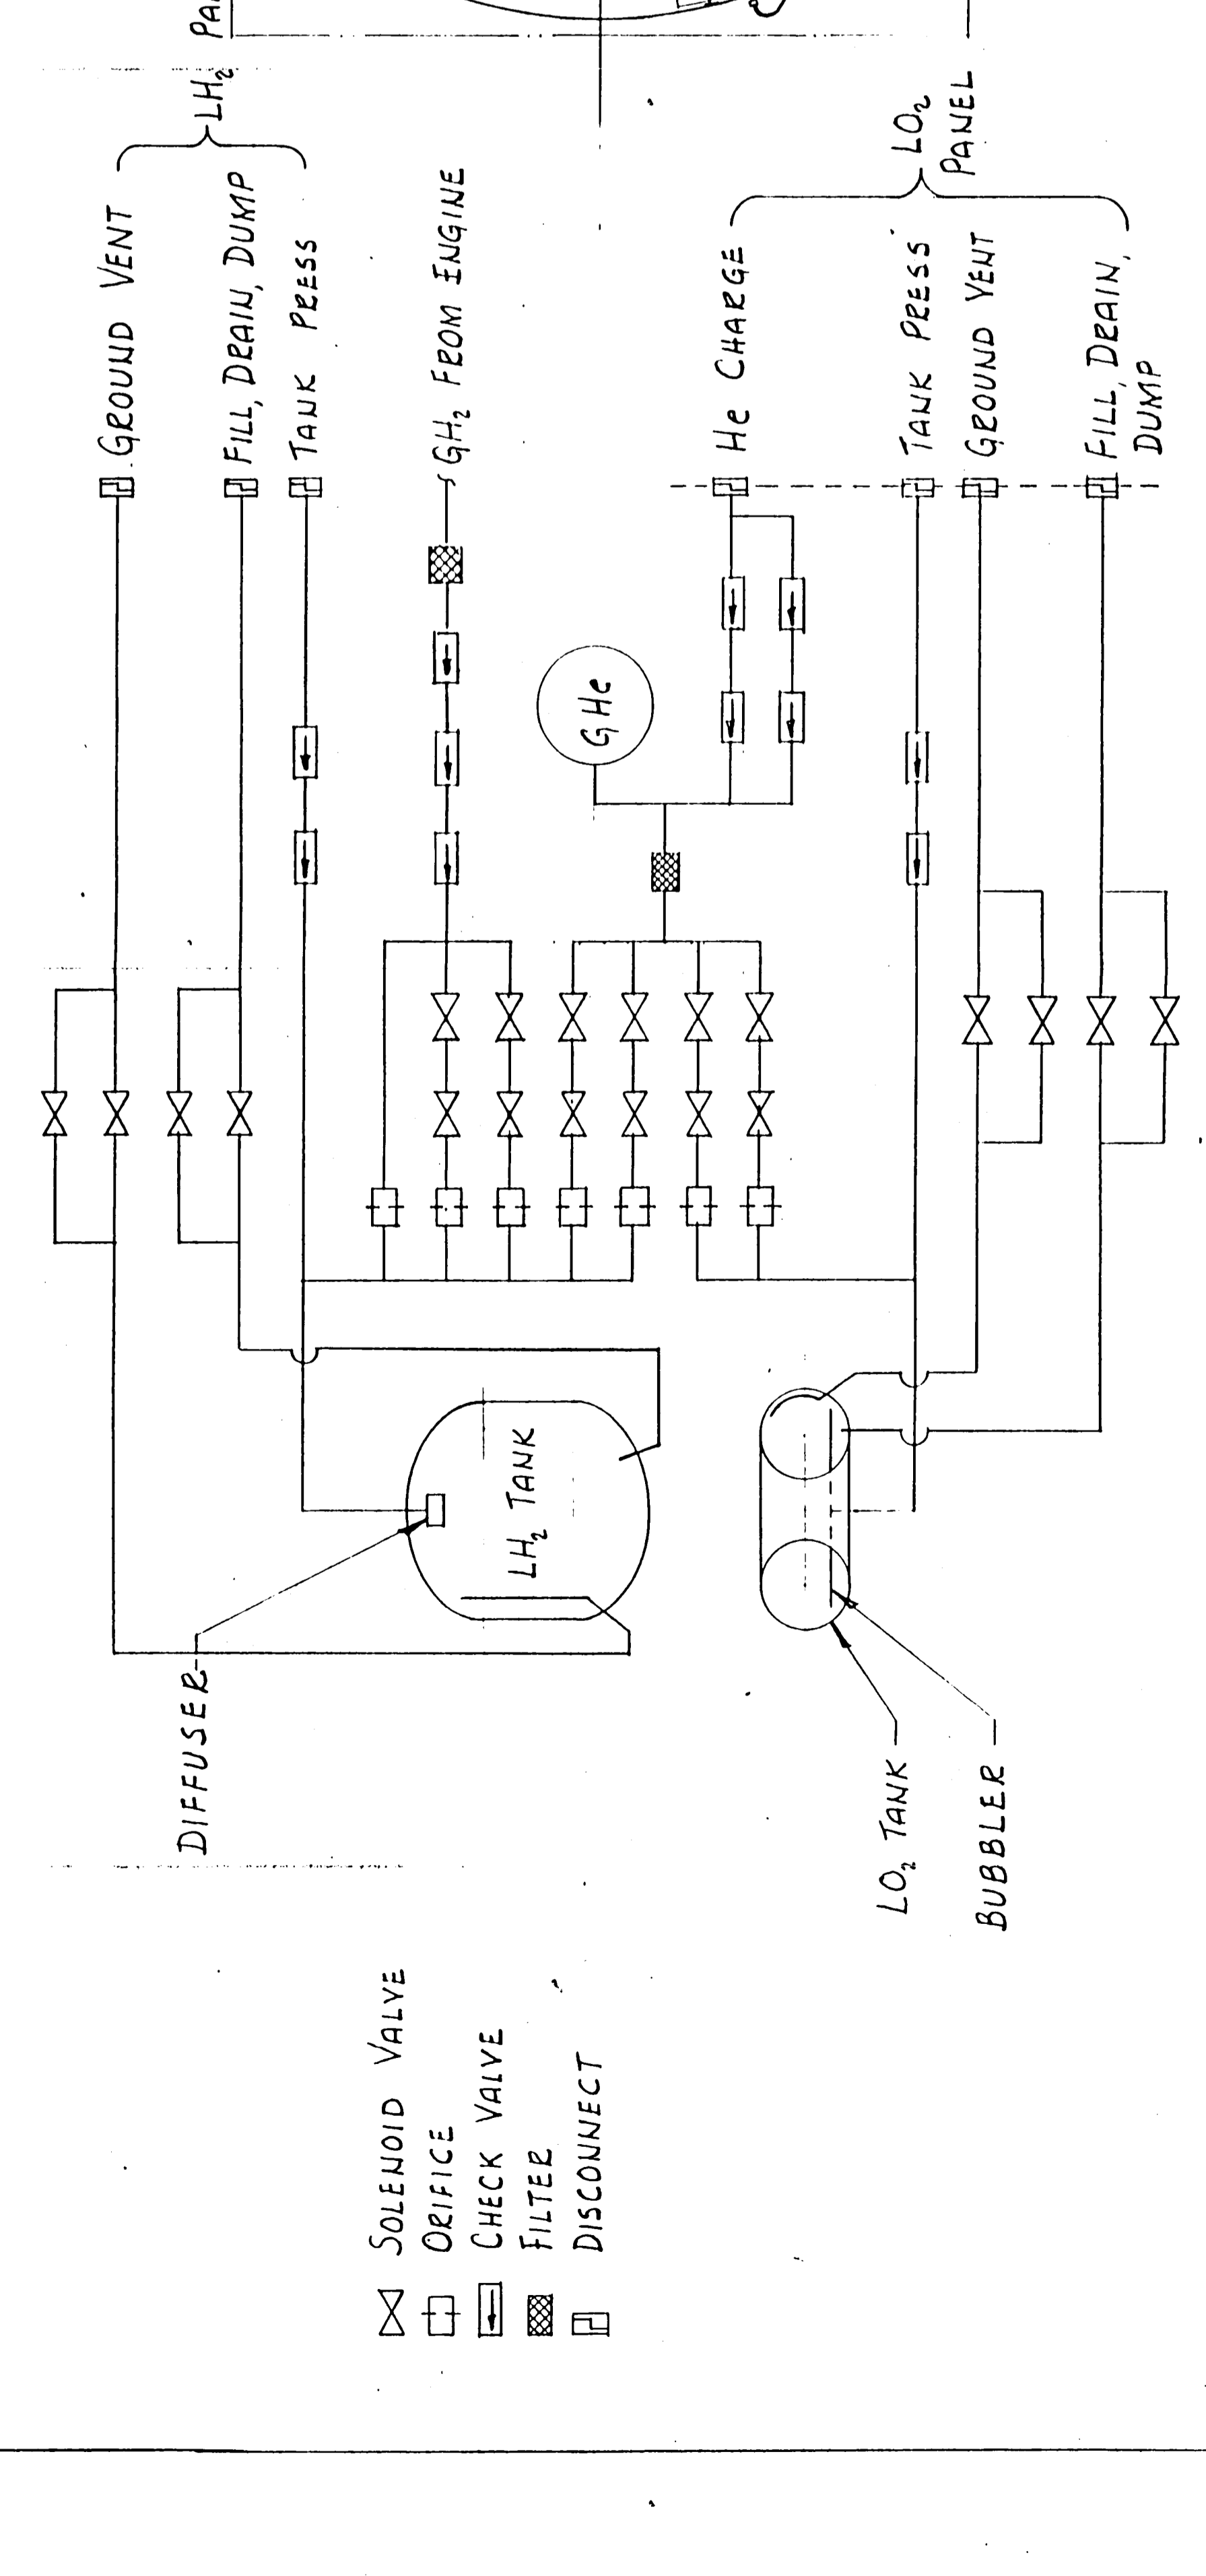 LH₂
PA
GROUND VENT
FILL, DRAIN, DUMP
TANK PRESS
GH₂ FROM ENGINE
GHe
He CHARGE
TANK PRESS
GROUND VENT
FILL, DRAIN,
DUMP
LO₂
PANEL
DIFFUSER
LH₂ TANK
LO₂ TANK
BUBBLER
SOLENOID VALVE
ORIFICE
CHECK VALVE
FILTER
DISCONNECT